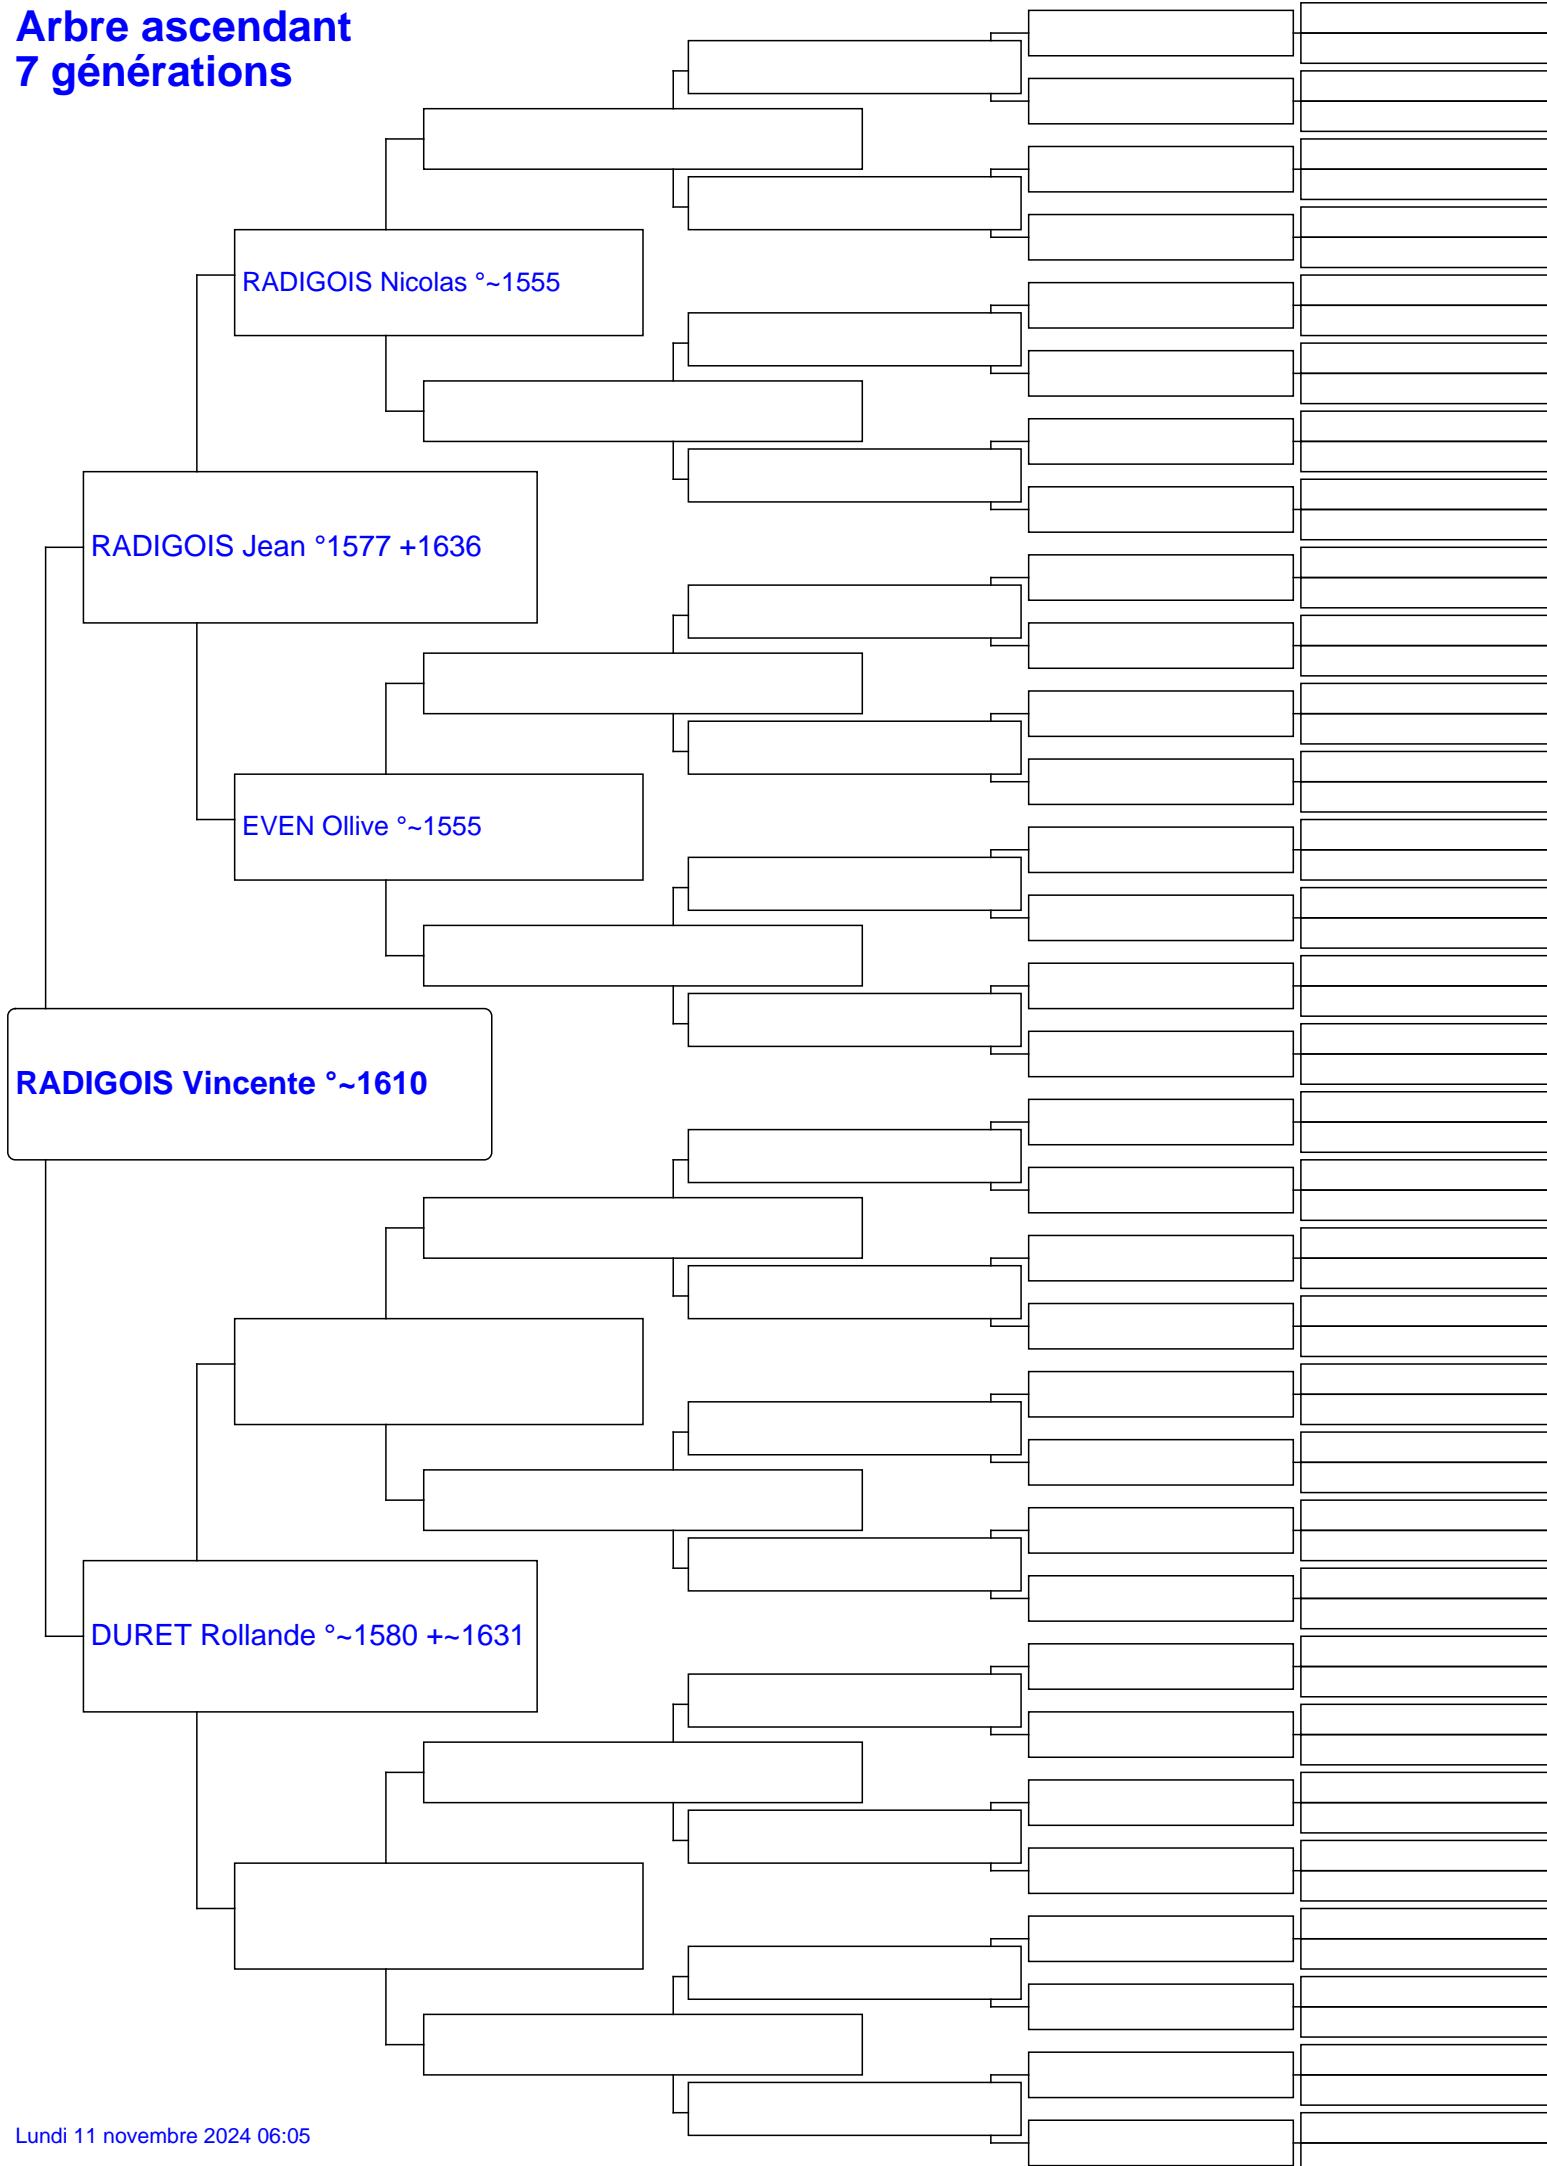 Arbre ascendant
7 générations
RADIGOIS Nicolas °~1555
RADIGOIS Jean °1577 +1636
EVEN Ollive °~1555
RADIGOIS Vincente °~1610
DURET Rollande °~1580 +~1631
Lundi 11 novembre 2024 06:05